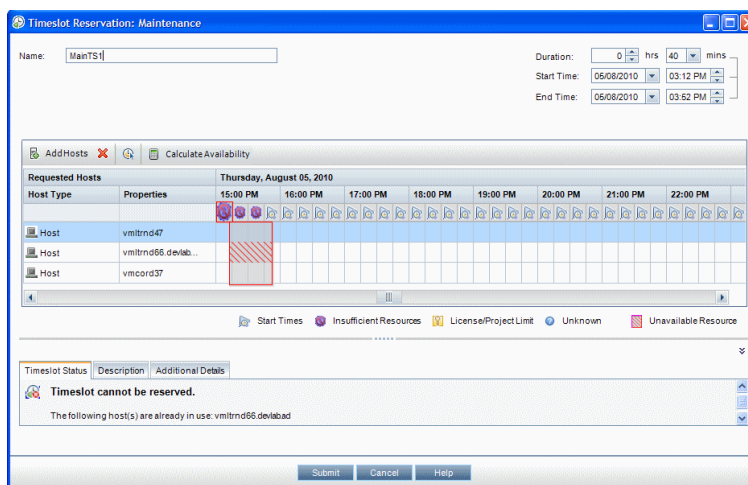 Timeslot Reservation: Maintenance
Name: MainTS1
Duration: 0 hrs 40 mins
Start Time: 05/08/2010 03:12 PM
End Time: 05/08/2010 03:52 PM
AddHosts Calculate Availability
Requested Hosts Thursday, August 05, 2010
Host Type Properties 15:00 PM 16:00 PM 17:00 PM 18:00 PM 19:00 PM 20:00 PM 21:00 PM 22:00 PM
Host vmltrnd47
Host vmltrnd66.devlab...
Host vmcord37
Start Times Insufficient Resources License/Project Limit Unknown Unavailable Resource
Timeslot Status Description Additional Details
Timeslot cannot be reserved.
The following host(s) are already in use: vmltrnd66.devlab.ad
Submit Cancel Help